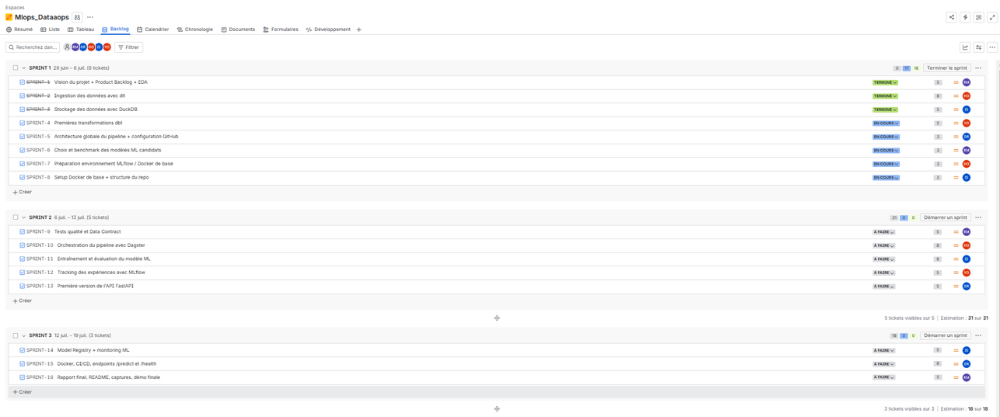 Espaces
Mlops_Dataaops
Résumé Liste Tableau Backlog Calendrier Chronologie Documents Formulaires Développement
Recherchez dan... RM DR HO IS YO Filtrer
SPRINT 1 29 juin – 6 juil. (8 tickets) 0 17 18 Terminer le sprint
SPRINT-1 Vision du projet + Product Backlog + EDA TERMINÉ 5 RM
SPRINT-2 Ingestion des données avec dlt TERMINÉ 8 HO
SPRINT-3 Stockage des données avec DuckDB TERMINÉ 5 IS
SPRINT-4 Premières transformations dbt EN COURS 5 YO
SPRINT-5 Architecture globale du pipeline + configuration GitHub EN COURS 3 DR
SPRINT-6 Choix et benchmark des modèles ML candidats EN COURS 3 RM
SPRINT-7 Préparation environnement MLflow / Docker de base EN COURS 3 HO
SPRINT-8 Setup Docker de base + structure du repo EN COURS 3 IS
Créer
SPRINT 2 6 juil. – 13 juil. (5 tickets) 31 0 0 Démarrer un sprint
SPRINT-9 Tests qualité et Data Contract À FAIRE 5 RM
SPRINT-10 Orchestration du pipeline avec Dagster À FAIRE 8 HO
SPRINT-11 Entraînement et évaluation du modèle ML À FAIRE 8 IS
SPRINT-12 Tracking des expériences avec MLflow À FAIRE 5 YO
SPRINT-13 Première version de l'API FastAPI À FAIRE 5 DR
Créer
5 tickets visibles sur 5 | Estimation : 31 sur 31
SPRINT 3 12 juil. – 19 juil. (3 tickets) 18 0 0 Démarrer un sprint
SPRINT-14 Model Registry + monitoring ML À FAIRE 5 IS
SPRINT-15 Docker, CI/CD, endpoints /predict et /health À FAIRE 8 DR
SPRINT-16 Rapport final, README, captures, démo finale À FAIRE 5 RM
Créer
3 tickets visibles sur 3 | Estimation : 18 sur 18